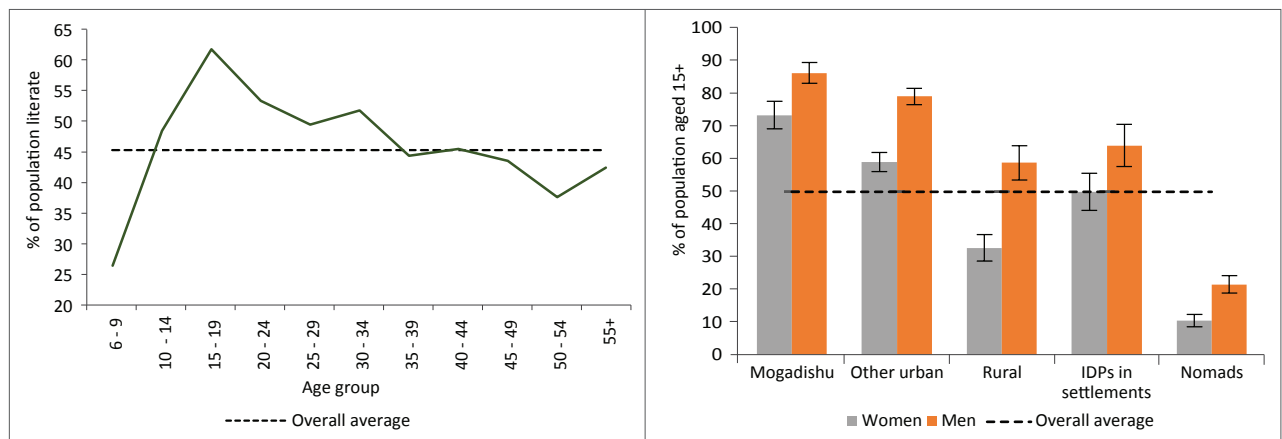 % of population literate
65
60
55
50
45
40
35
30
25
20
6 - 9
10 - 14
15 - 19
20 - 24
25 - 29
30 - 34
35 - 39
40 - 44
45 - 49
50 - 54
55+
Age group
Overall average
% of population aged 15+
100
90
80
70
60
50
40
30
20
10
0
Mogadishu
Other urban
Rural
IDPs in
settlements
Nomads
Women Men Overall average